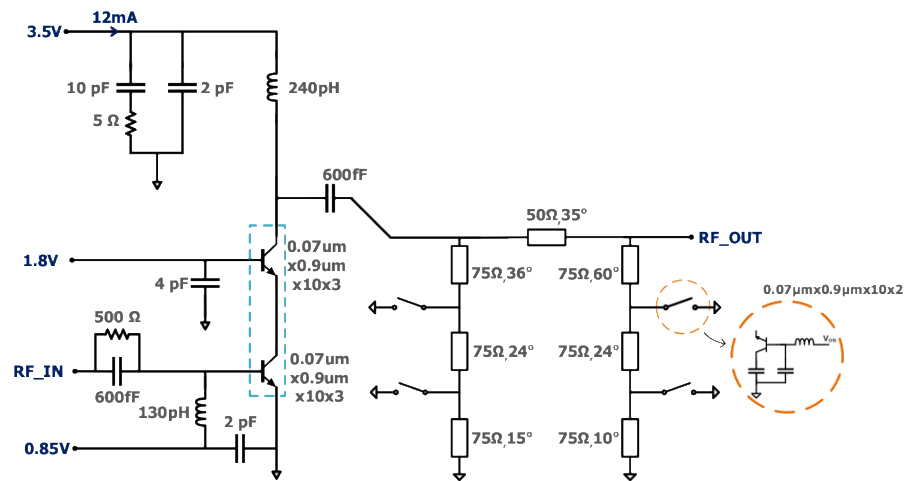 12mA
3.5V
10 pF
2 pF
240pH
5 Ω
600fF
50Ω,35°
RF_OUT
1.8V
0.07um
x0.9um
x10x3
4 pF
75Ω,36°
75Ω,60°
0.07µmx0.9µmx10x2
500 Ω
RF_IN
600fF
0.07um
x0.9um
x10x3
75Ω,24°
75Ω,24°
130pH
2 pF
0.85V
75Ω,15°
75Ω,10°